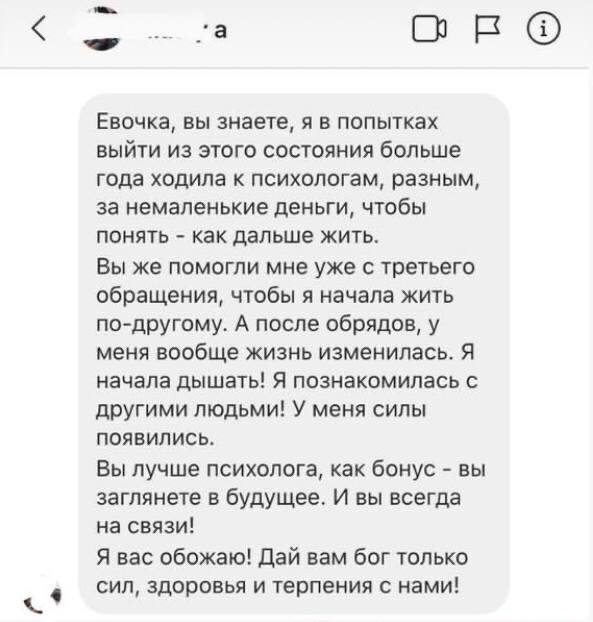 а
Евочка, вы знаете, я в попытках
выйти из этого состояния больше
года ходила к психологам, разным,
за немаленькие деньги, чтобы
понять - как дальше жить.
Вы же помогли мне уже с третьего
обращения, чтобы я начала жить
по-другому. А после обрядов, у
меня вообще жизнь изменилась. Я
начала дышать! Я познакомилась с
другими людьми! У меня силы
появились.
Вы лучше психолога, как бонус - вы
заглянете в будущее. И вы всегда
на связи!
Я вас обожаю! Дай вам бог только
сил, здоровья и терпения с нами!